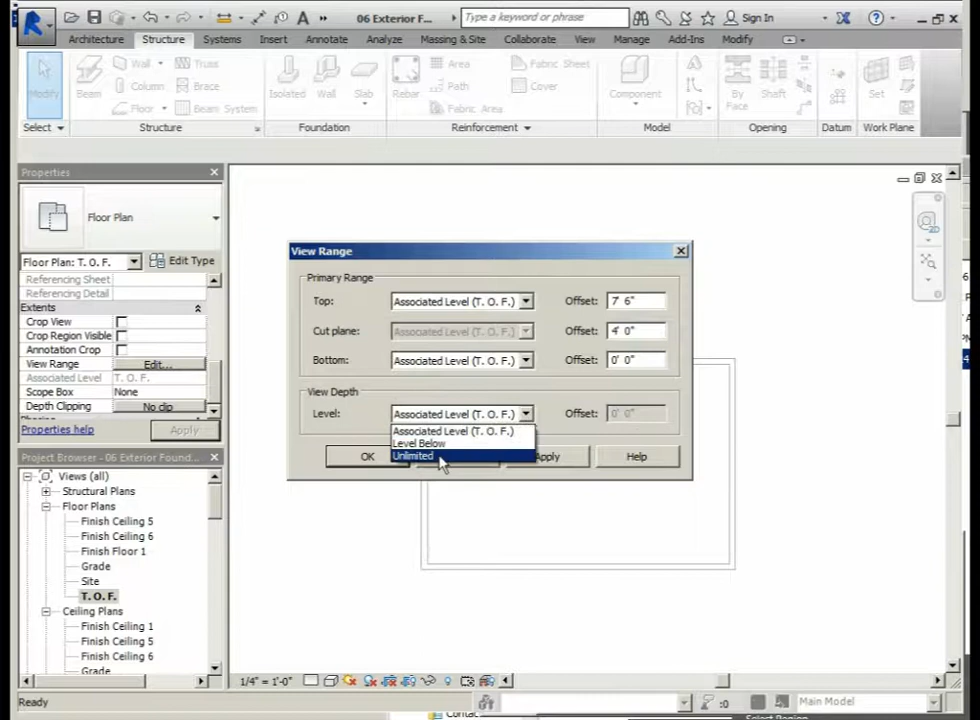 06 Exterior F...
Type a keyword or phrase
Sign In
Architecture Structure Systems Insert Annotate Analyze Massing & Site Collaborate View Manage Add-Ins Modify
Modify
Beam
Wall
Column
Floor
Truss
Brace
Beam System
Isolated
Wall
Slab
Rebar
Area
Path
Fabric Area
Fabric Sheet
Cover
Component
By Face
Shaft
Set
Select
Structure
Foundation
Reinforcement
Model
Opening
Datum
Work Plane
Properties
Floor Plan
Floor Plan: T. O. F.
Edit Type
Referencing Sheet
Referencing Detail
Extents
Crop View
Crop Region Visible
Annotation Crop
View Range Edit...
Associated Level T. O. F.
Scope Box None
Depth Clipping No clip
Properties help
Apply
Project Browser - 06 Exterior Found...
Views (all)
Structural Plans
Floor Plans
Finish Ceiling 5
Finish Ceiling 6
Finish Floor 1
Grade
Site
T. O. F.
Ceiling Plans
Finish Ceiling 1
Finish Ceiling 5
Finish Ceiling 6
Grade
View Range
Primary Range
Top: Associated Level (T. O. F.) Offset: 7' 6"
Cut plane: Associated Level (T. O. F.) Offset: 4' 0"
Bottom: Associated Level (T. O. F.) Offset: 0' 0"
View Depth
Level: Associated Level (T. O. F.) Offset: 0' 0"
Associated Level (T. O. F.)
Level Below
Unlimited
OK
Apply
Help
1/4" = 1'-0"
Ready
:0
Main Model